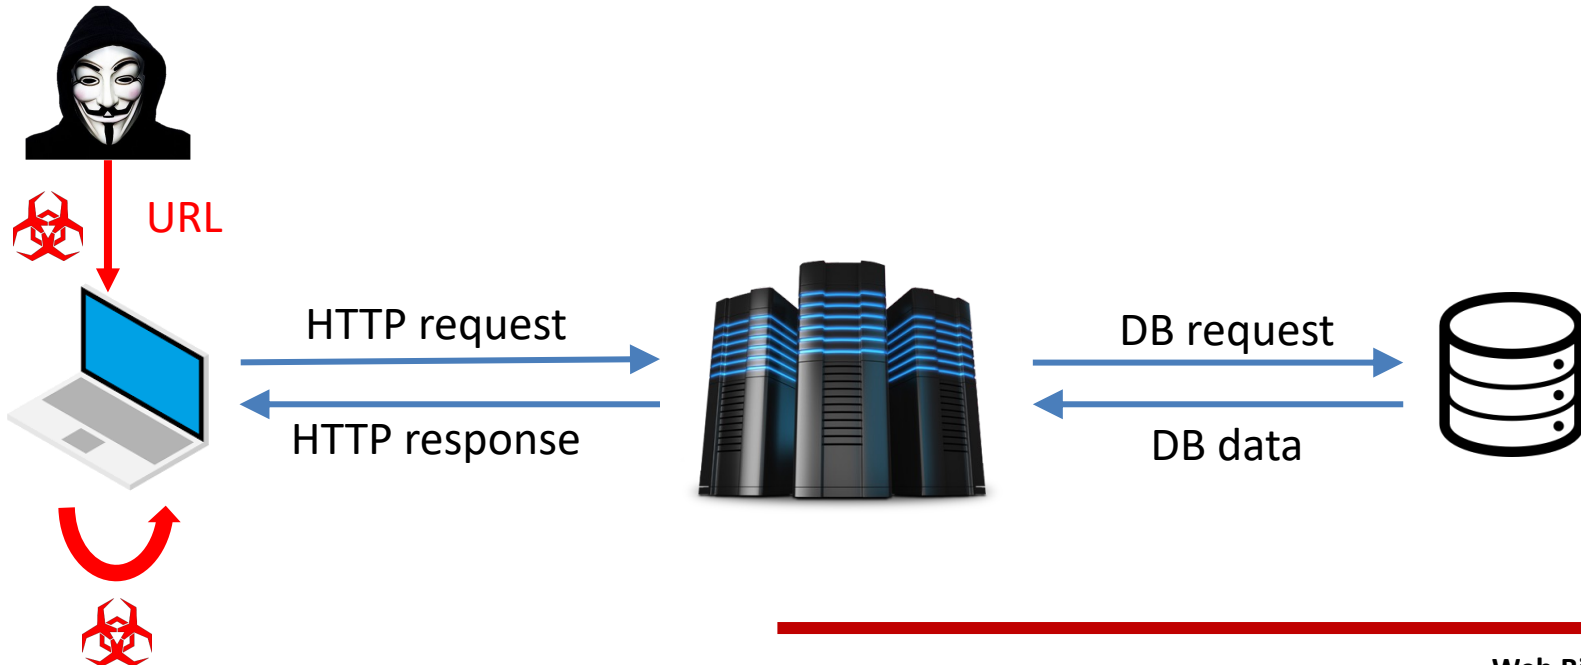 URL
HTTP request
HTTP response
DB request
DB data